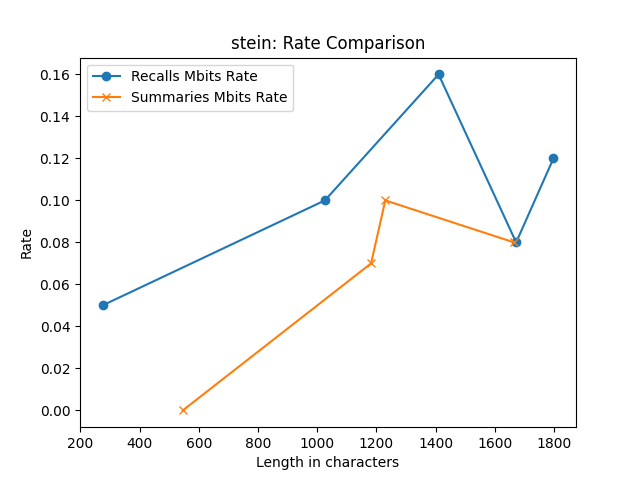 stein: Rate Comparison
Recalls Mbits Rate
Summaries Mbits Rate
Rate
0.16
0.14
0.12
0.10
0.08
0.06
0.04
0.02
0.00
200 400 600 800 1000 1200 1400 1600 1800
Length in characters